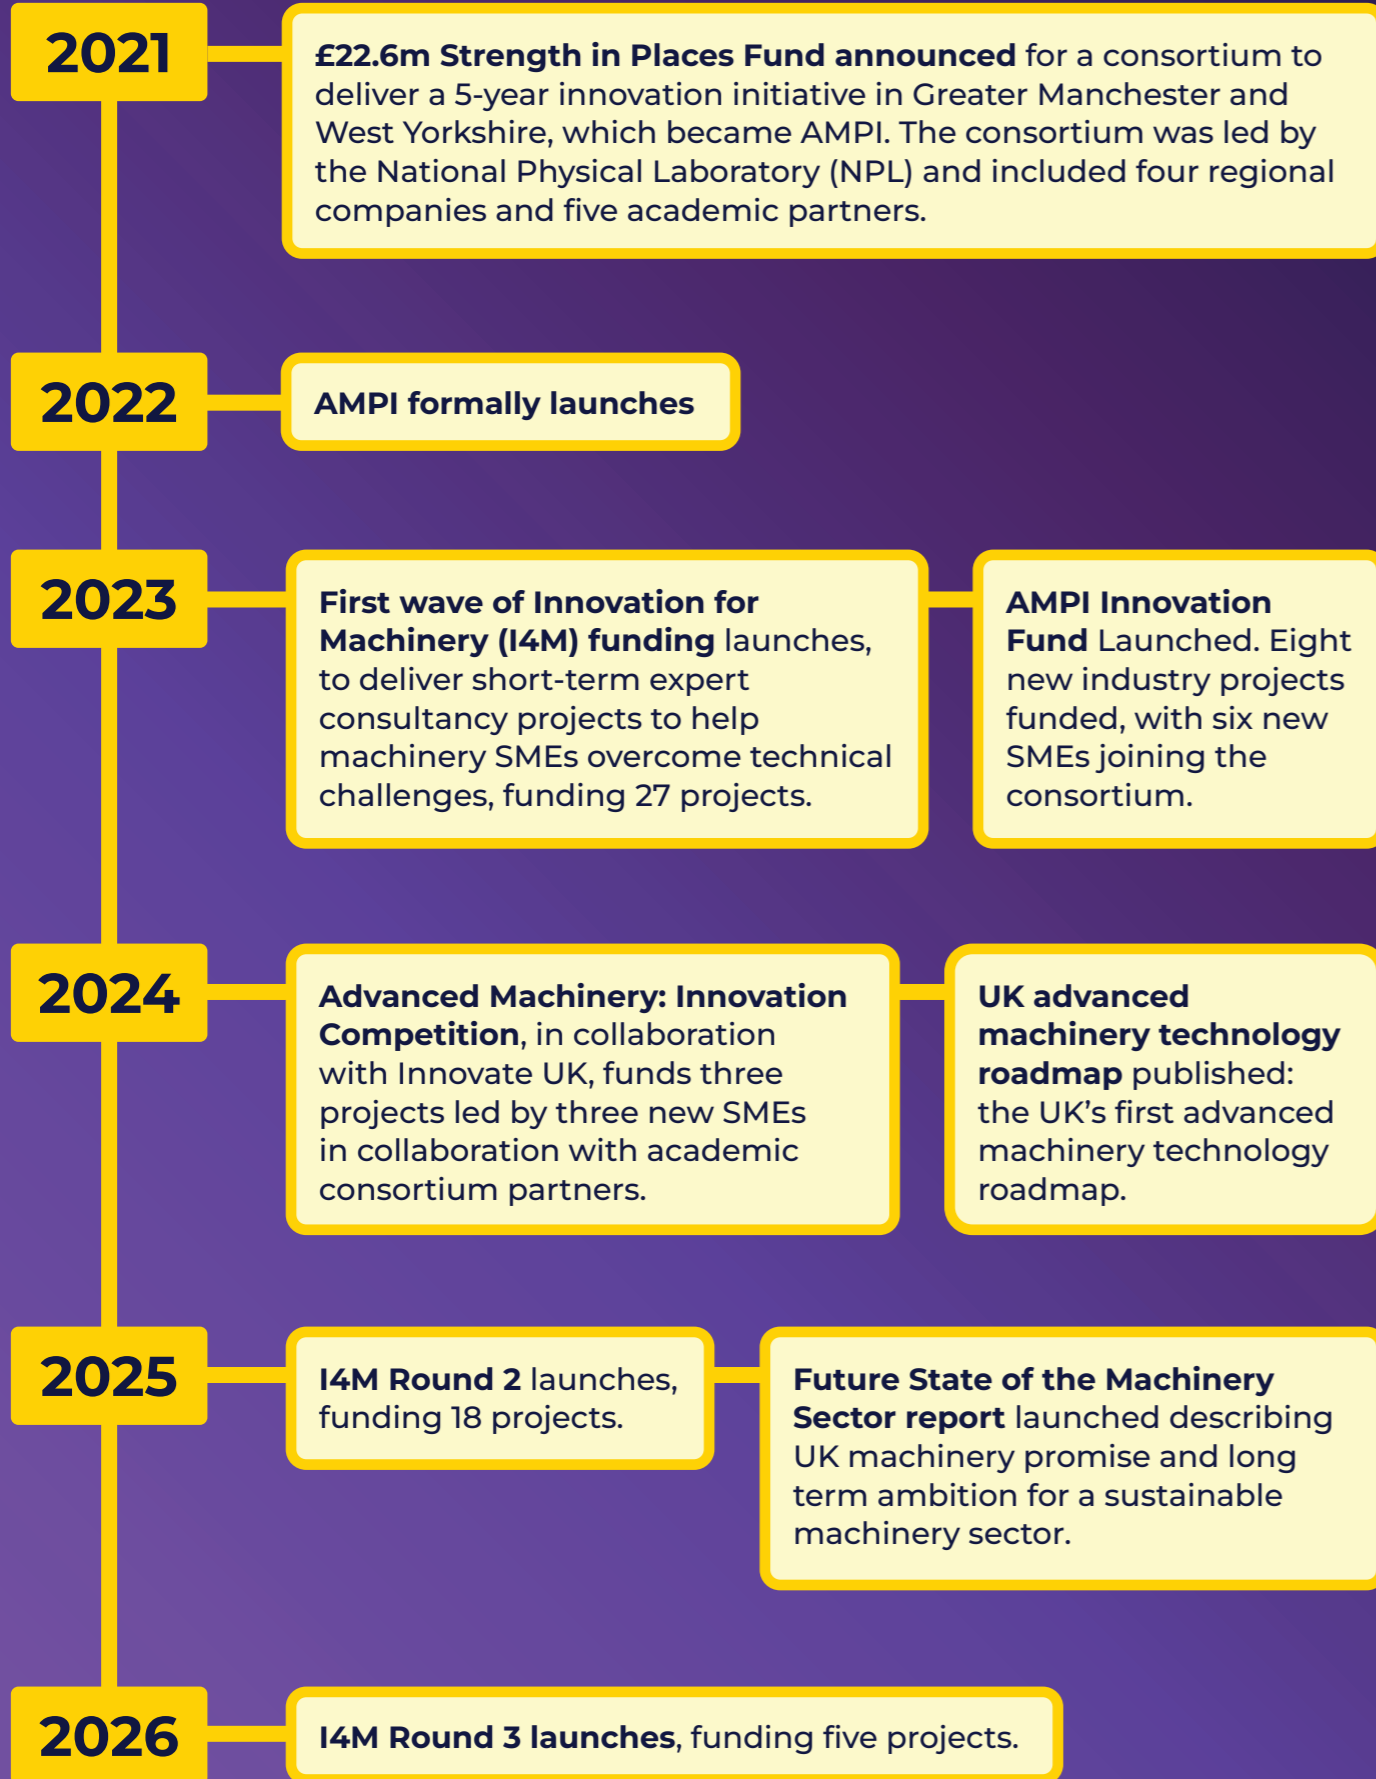 2021
£22.6m Strength in Places Fund announced for a consortium to
deliver a 5-year innovation initiative in Greater Manchester and
West Yorkshire, which became AMPI. The consortium was led by
the National Physical Laboratory (NPL) and included four regional
companies and five academic partners.
2022
AMPI formally launches
2023
First wave of Innovation for
Machinery (I4M) funding launches,
to deliver short-term expert
consultancy projects to help
machinery SMEs overcome technical
challenges, funding 27 projects.
AMPI Innovation
Fund Launched. Eight
new industry projects
funded, with six new
SMEs joining the
consortium.
2024
Advanced Machinery: Innovation
Competition, in collaboration
with Innovate UK, funds three
projects led by three new SMEs
in collaboration with academic
consortium partners.
UK advanced
machinery technology
roadmap published:
the UK’s first advanced
machinery technology
roadmap.
2025
I4M Round 2 launches,
funding 18 projects.
Future State of the Machinery
Sector report launched describing
UK machinery promise and long
term ambition for a sustainable
machinery sector.
2026
I4M Round 3 launches, funding five projects.